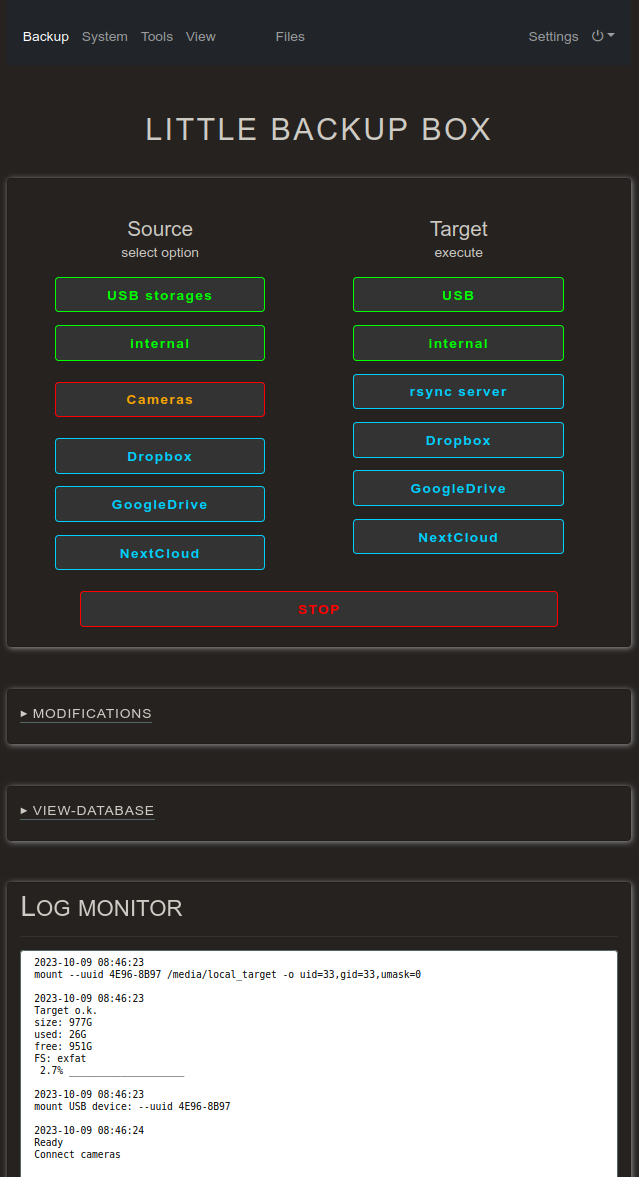 Backup System Tools View Files Settings
LITTLE BACKUP BOX
Source
select option
USB storages
internal
Cameras
Dropbox
GoogleDrive
NextCloud
Target
execute
USB
internal
rsync server
Dropbox
GoogleDrive
NextCloud
STOP
▸ MODIFICATIONS
▸ VIEW-DATABASE
LOG MONITOR
2023-10-09 08:46:23
mount --uuid 4E96-8B97 /media/local_target -o uid=33,gid=33,umask=0
2023-10-09 08:46:23
Target o.k.
size: 977G
used: 26G
free: 951G
FS: exfat
2.7% ____________________
2023-10-09 08:46:23
mount USB device: --uuid 4E96-8B97
2023-10-09 08:46:24
Ready
Connect cameras